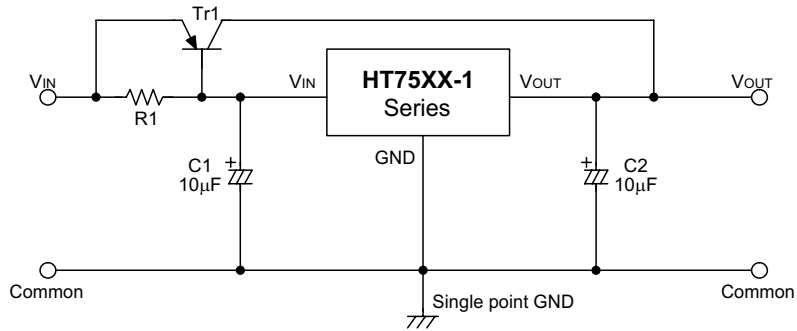 Tr1
VIN
R1
VIN
HT75XX-1
Series
VOUT
VOUT
GND
C1
10μF
+
C2
10μF
+
Common
Single point GND
Common